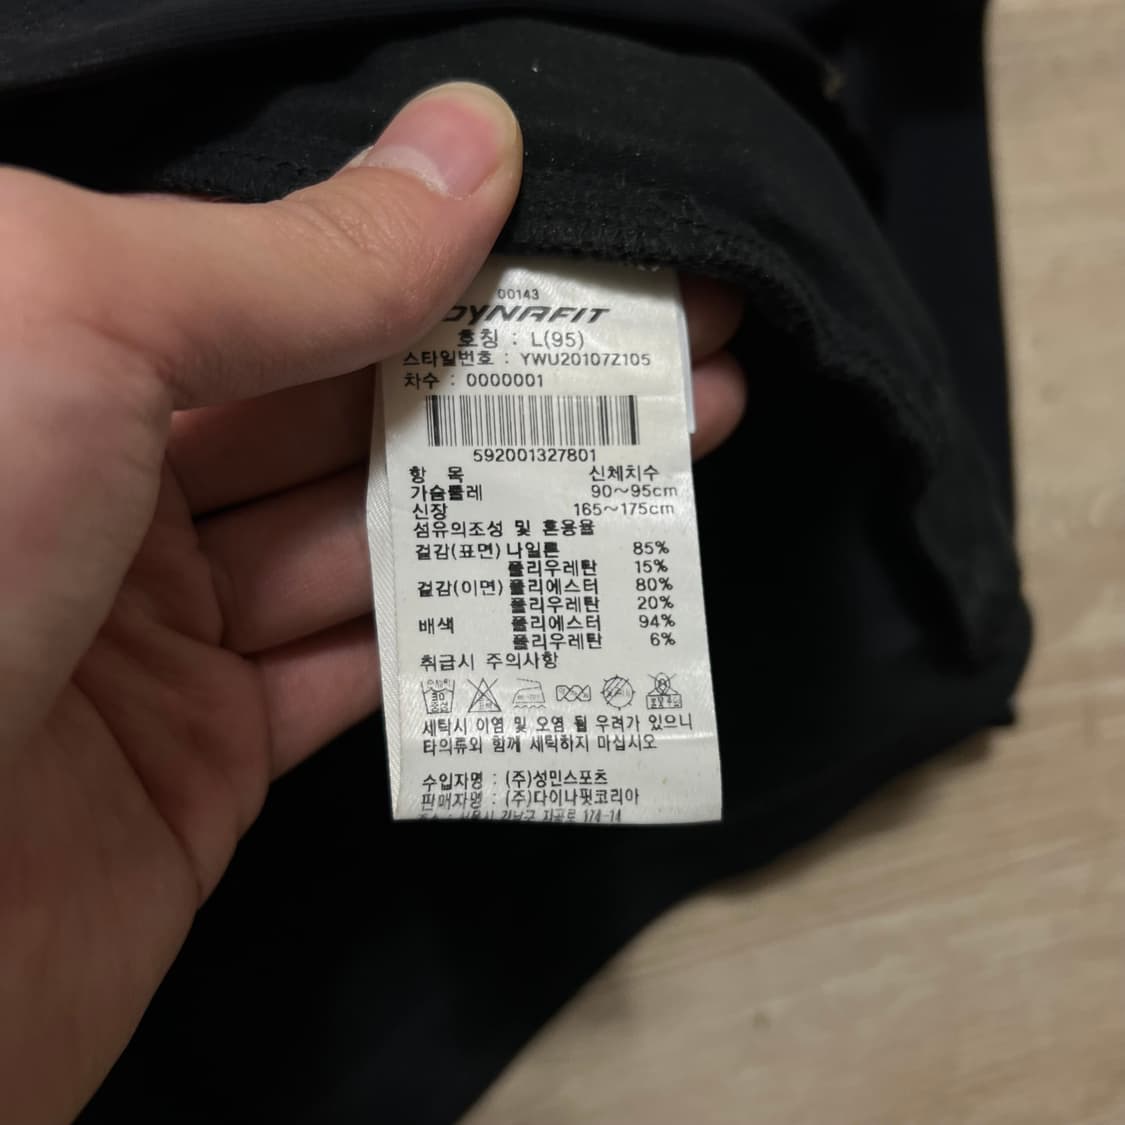 00143
DYNAFIT
호칭 : L(95)
스타일번호 : YWU20107Z105
차수 : 0000001
592001327801
항 목 신체치수
가슴둘레 90~95cm
신장 165~175cm
섬유의조성 및 혼용율
겉감(표면) 나일론 85%
폴리우레탄 15%
겉감(이면) 폴리에스터 80%
폴리우레탄 20%
배색 폴리에스터 94%
폴리우레탄 6%
취급시 주의사항
30
중성
세탁시 이염 및 오염 될 우려가 있으니
타의류와 함께 세탁하지 마십시오
수입자명 : (주)성민스포츠
판매자명 : (주)다이나핏코리아